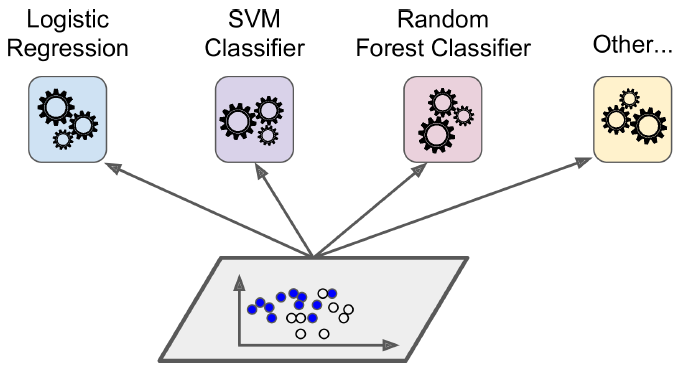 Logistic
Regression
SVM
Classifier
Random
Forest Classifier
Other...